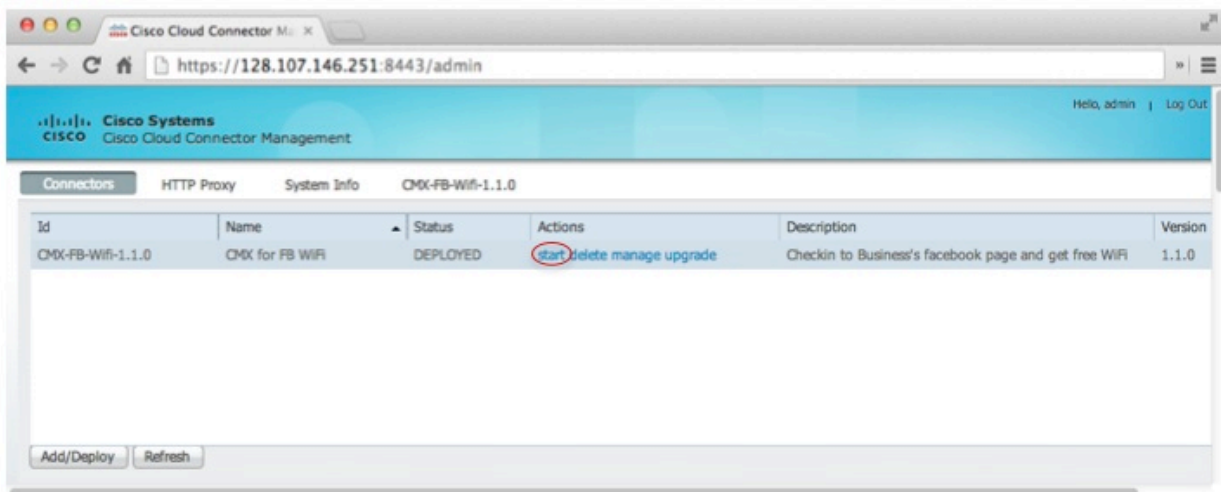 Cisco Cloud Connector Ma
https://128.107.146.251:8443/admin
Hello, admin | Log Out
CISCO
Cisco Systems
Cisco Cloud Connector Management
Connectors HTTP Proxy System Info CMX-FB-Wifi-1.1.0
Id Name Status Actions Description Version
CMX-FB-Wifi-1.1.0 CMX for FB WiFi DEPLOYED start delete manage upgrade Checkin to Business's facebook page and get free WiFi 1.1.0
Add/Deploy Refresh